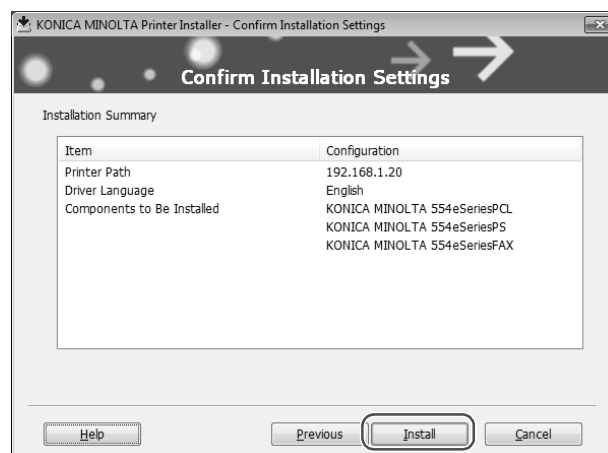 KONICA MINOLTA Printer Installer - Confirm Installation Settings
Confirm Installation Settings
Installation Summary
Item Configuration
Printer Path 192.168.1.20
Driver Language English
Components to Be Installed KONICA MINOLTA 554eSeriesPCL
KONICA MINOLTA 554eSeriesPS
KONICA MINOLTA 554eSeriesFAX
Help Previous Install Cancel